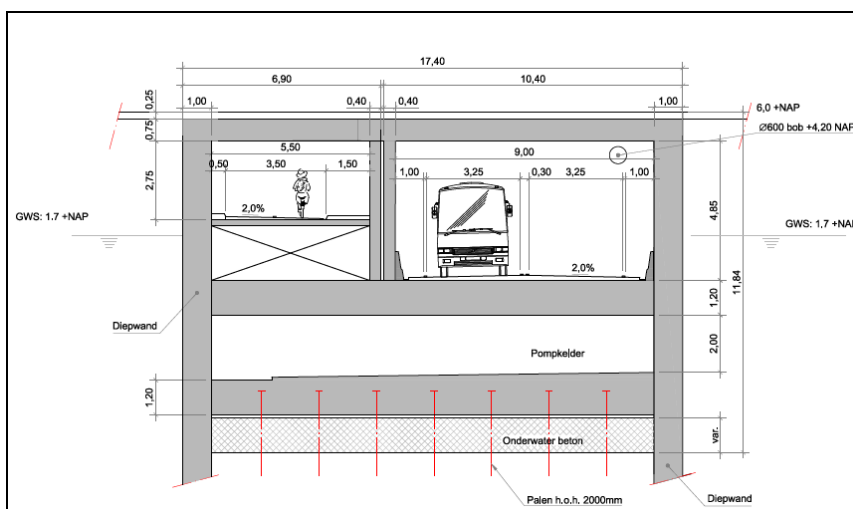 17,40
6,90
10,40
1,00
0,40
0,40
1,00
0,25
6,0 +NAP
0,75
Ø600 bob +4,20 NAP
5,50
9,00
0,50
3,50
1,50
1,00
3,25
0,30
3,25
1,00
2,75
4,85
2,0%
GWS: 1.7 +NAP
GWS: 1,7 +NAP
2,0%
11,84
1,20
Diepwand
2,00
Pompkelder
1,20
Onderwater beton
var.
Palen h.o.h. 2000mm
Diepwand